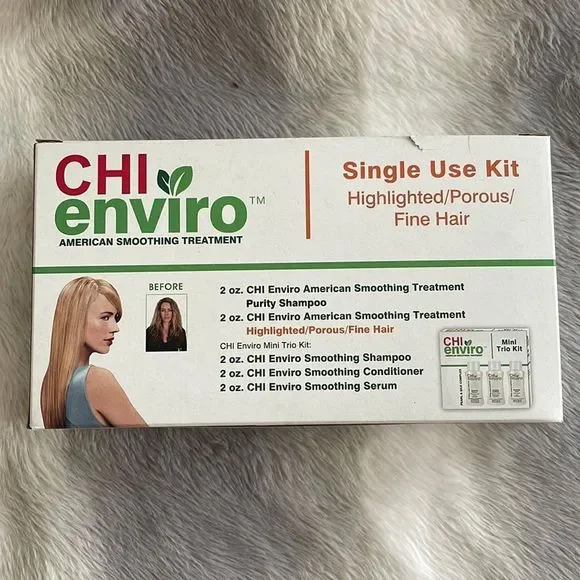 CHI
enviro™
AMERICAN SMOOTHING TREATMENT
Single Use Kit
Highlighted/Porous/
Fine Hair
BEFORE
2 oz. CHI Enviro American Smoothing Treatment
Purity Shampoo
2 oz. CHI Enviro American Smoothing Treatment
Highlighted/Porous/Fine Hair
CHI Enviro Mini Trio Kit:
2 oz. CHI Enviro Smoothing Shampoo
2 oz. CHI Enviro Smoothing Conditioner
2 oz. CHI Enviro Smoothing Serum
CHI
enviro
Mini
Trio Kit